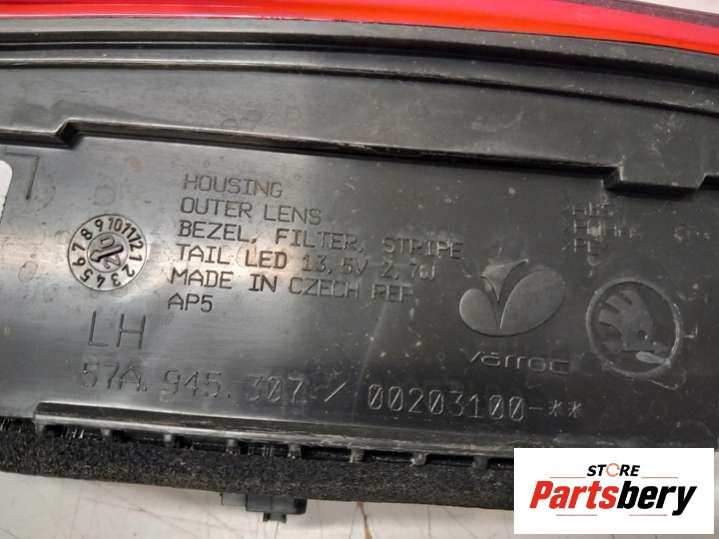 HOUSING
OUTER LENS
BEZEL, FILTER, STRIPE
TAIL LED 13,5V 2,7W
MADE IN CZECH REP
AP5
LH
varroc
57A.945.307 / 00203100-**
STORE
Partsbery